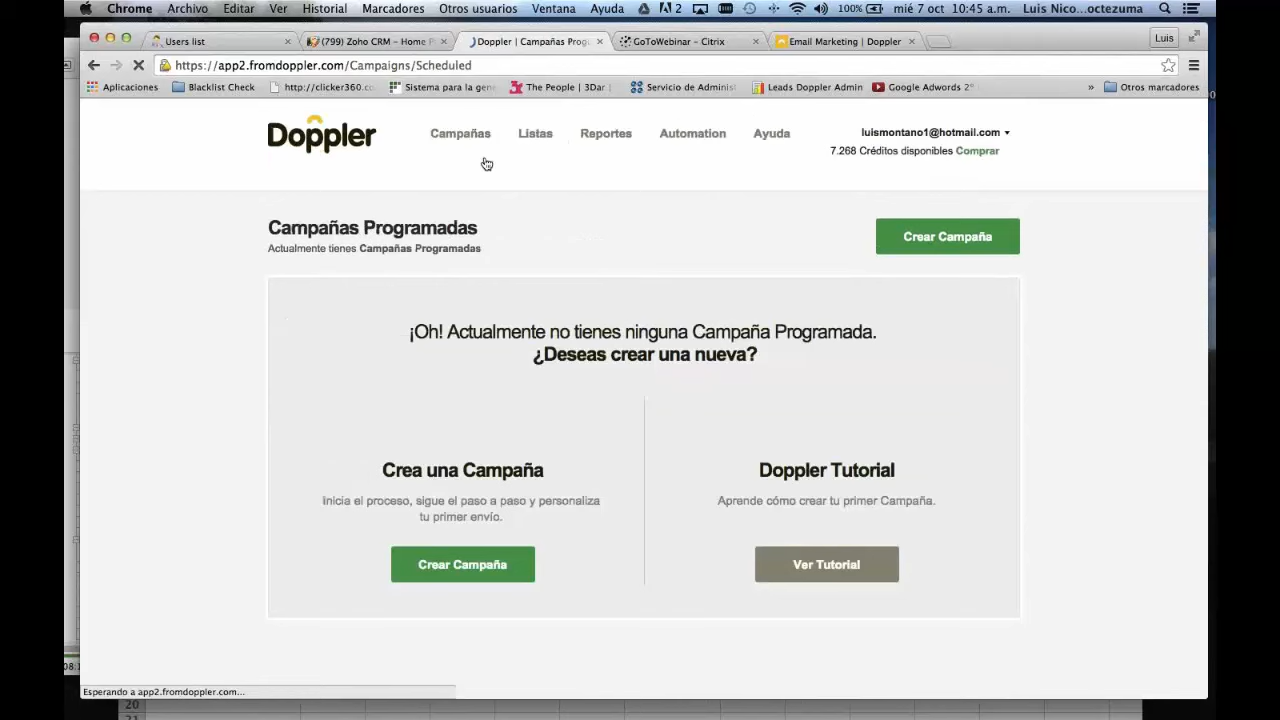 Chrome Archivo Editar Ver Historial Marcadores Otros usuarios Ventana Ayuda 2 100% mié 7 oct 10:45 a.m. Luis Nico...octezuma
Users list (799) Zoho CRM – Home P Doppler | Campañas Prog GoToWebinar – Citrix Email Marketing | Doppler Luis
https://app2.fromdoppler.com/Campaigns/Scheduled
Aplicaciones Blacklist Check http://clicker360.co Sistema para la gene The People | 3Dar | Servicio de Adminis Leads Doppler Admin Google Adwords 2° » Otros marcadores
Doppler Campañas Listas Reportes Automation Ayuda luismontano1@hotmail.com
7.268 Créditos disponibles Comprar
Campañas Programadas
Actualmente tienes Campañas Programadas
Crear Campaña
¡Oh! Actualmente no tienes ninguna Campaña Programada.
¿Deseas crear una nueva?
Crea una Campaña
Inicia el proceso, sigue el paso a paso y personaliza
tu primer envío.
Crear Campaña
Doppler Tutorial
Aprende cómo crear tu primer Campaña.
Ver Tutorial
Esperando a app2.fromdoppler.com...
20